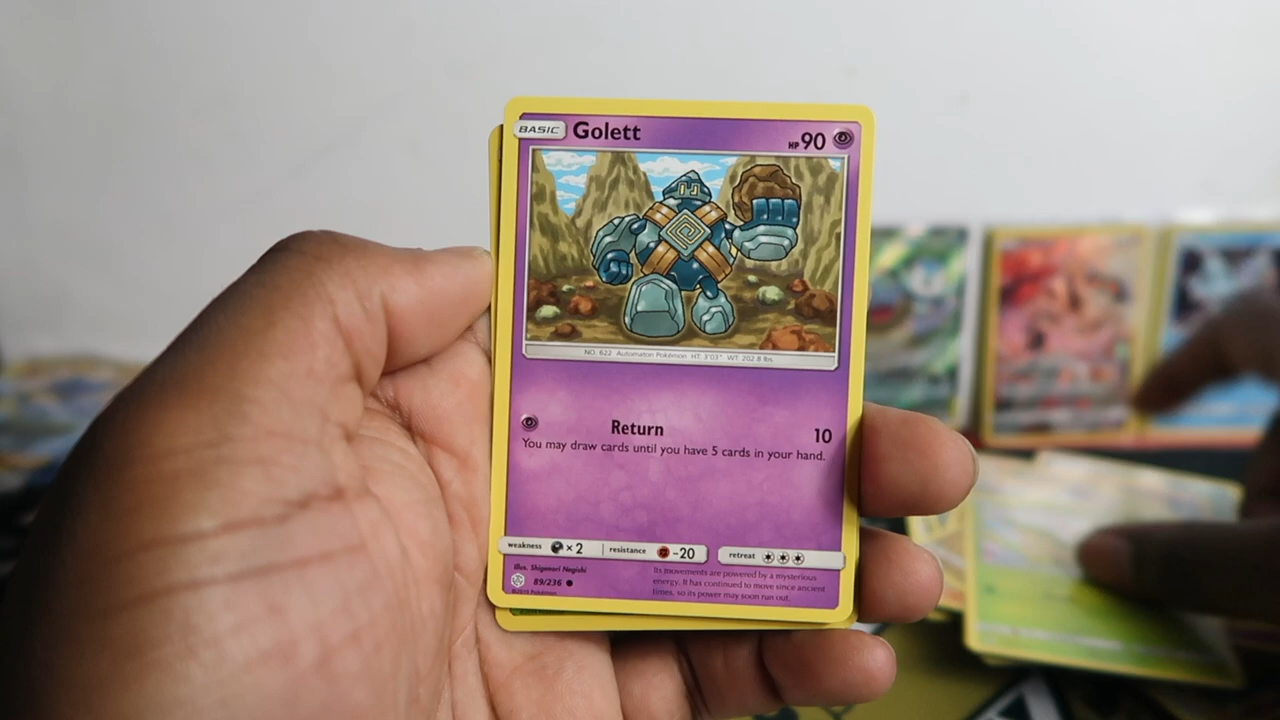 BASIC Golett HP 90
NO. 622 Automaton Pokémon HT: 3'03" WT: 202.8 lbs.
Return 10
You may draw cards until you have 5 cards in your hand.
weakness ×2 resistance -20 retreat
Illus. Shigenori Negishi
89/236
©2019 Pokémon
Its movements are powered by a mysterious
energy. It has continued to move since ancient
times, so its power may soon run out.